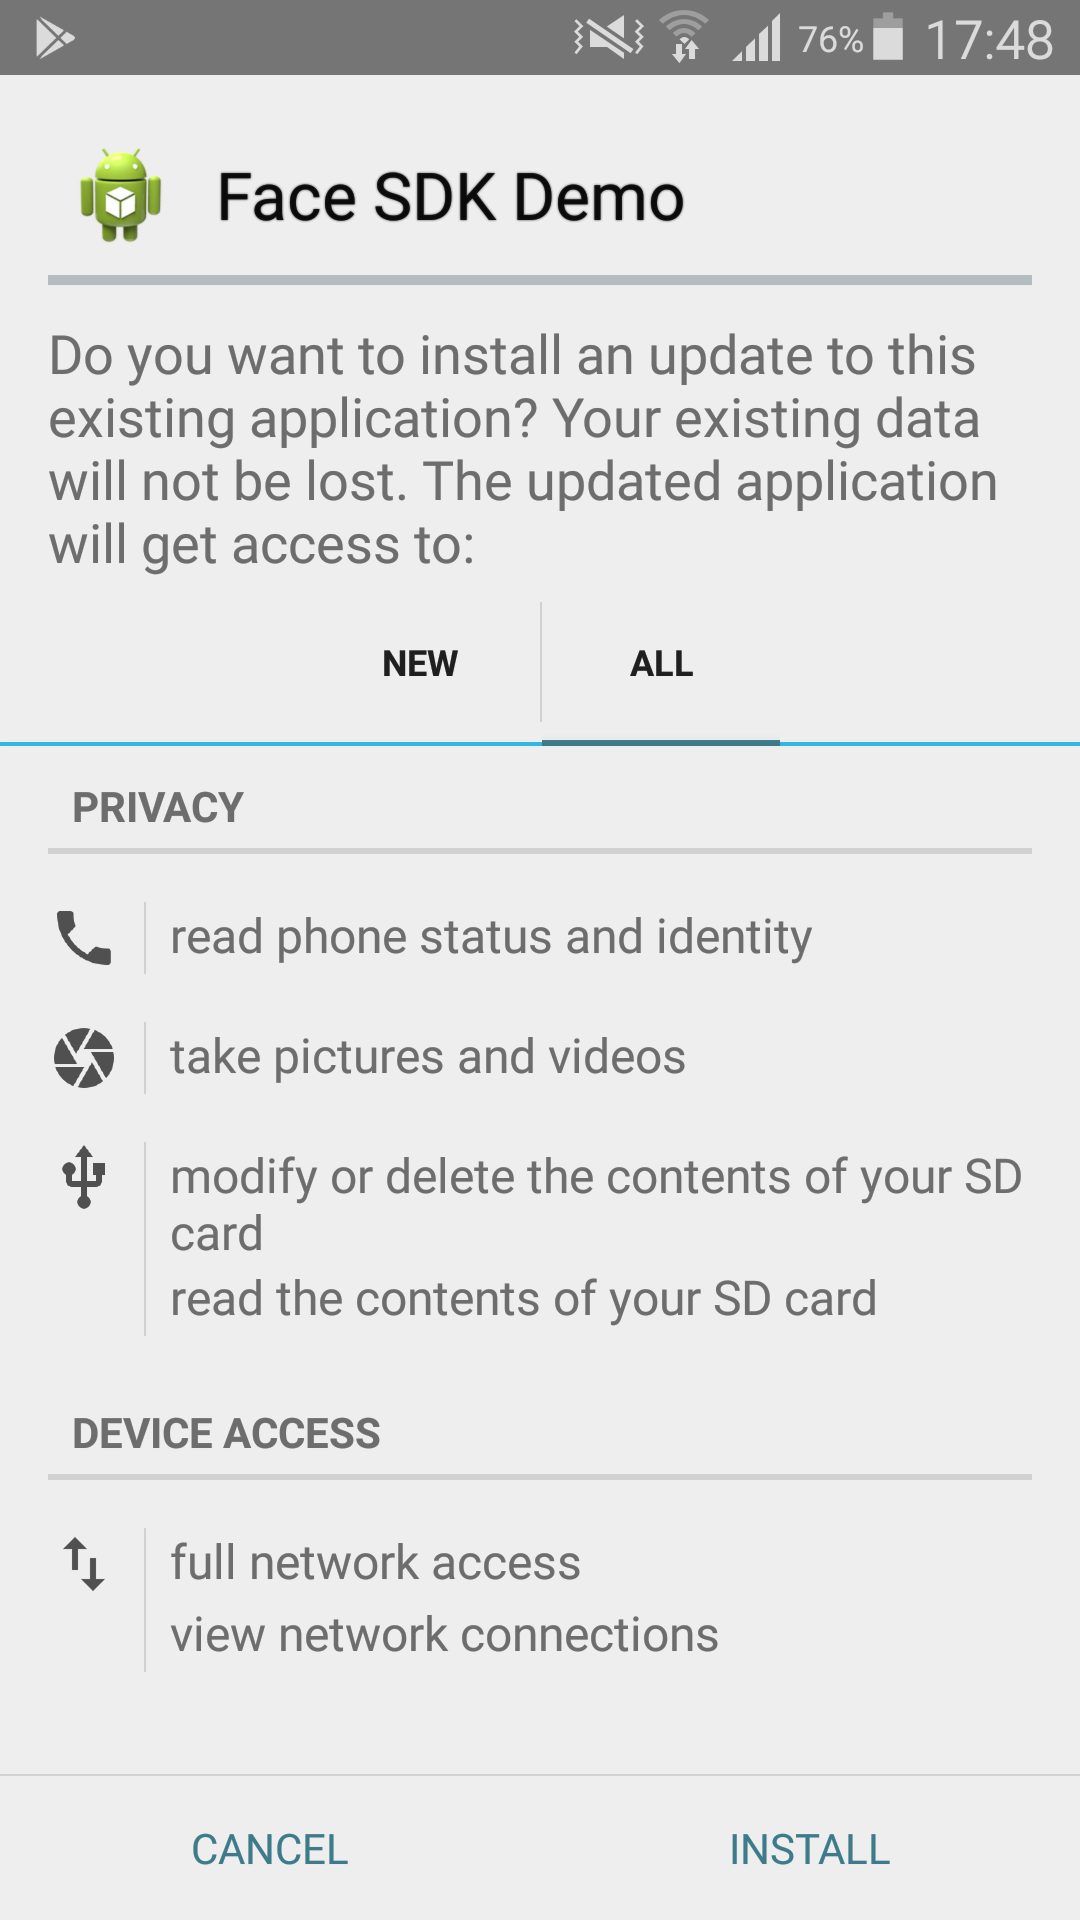 76% 17:48
Face SDK Demo
Do you want to install an update to this
existing application? Your existing data
will not be lost. The updated application
will get access to:
NEW ALL
PRIVACY
read phone status and identity
take pictures and videos
modify or delete the contents of your SD
card
read the contents of your SD card
DEVICE ACCESS
full network access
view network connections
CANCEL INSTALL